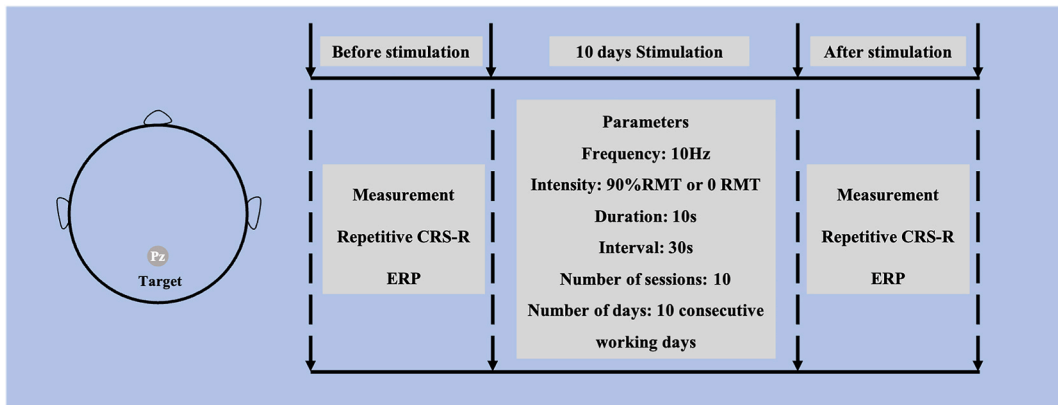 Before stimulation
10 days Stimulation
After stimulation
Pz
Target
Measurement
Repetitive CRS-R
ERP
Parameters
Frequency: 10Hz
Intensity: 90%RMT or 0 RMT
Duration: 10s
Interval: 30s
Number of sessions: 10
Number of days: 10 consecutive
working days
Measurement
Repetitive CRS-R
ERP